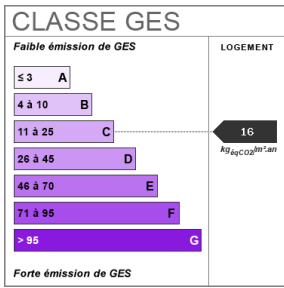 CLASSE GES
Faible émission de GES
LOGEMENT
≤ 3 A
4 à 10 B
11 à 25 C
16
kgéqCO2/m².an
26 à 45 D
46 à 70 E
71 à 95 F
> 95 G
Forte émission de GES